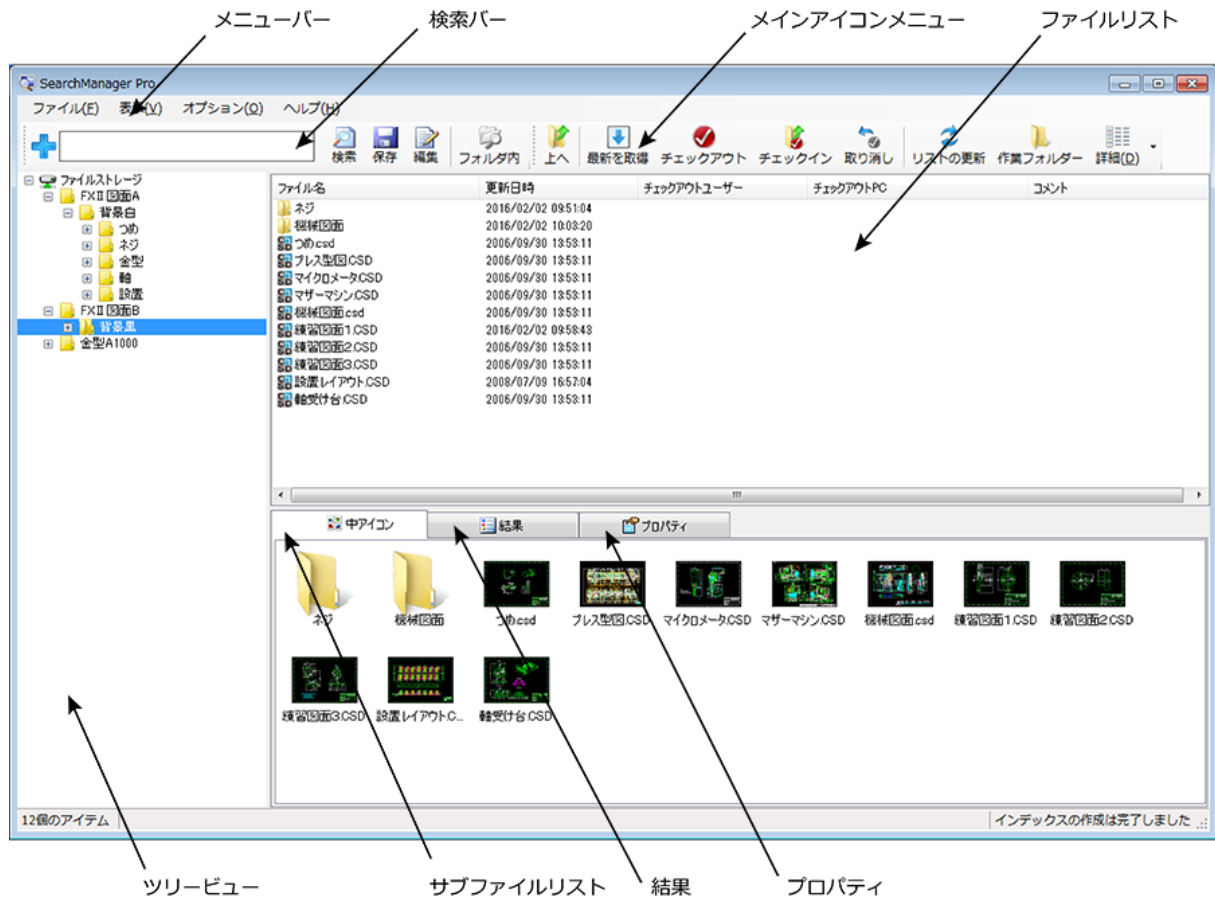 メニューバー 検索バー メインアイコンメニュー ファイルリスト
SearchManager Pro
ファイル(F) 表示(V) オプション(O) ヘルプ(H)
検索 保存 編集 フォルダ内 上へ 最新を取得 チェックアウト チェックイン 取り消し リストの更新 作業フォルダー 詳細(D)
ファイルストレージ
FXⅡ図面A
背景白
つめ
ネジ
金型
軸
設置
FXⅡ図面B
背景黒
金型A1000
ファイル名 更新日時 チェックアウトユーザー チェックアウトPC コメント
ネジ 2016/02/02 09:51:04
機械図面 2016/02/02 10:03:20
つめ.csd 2006/09/30 13:53:11
プレス型図.CSD 2006/09/30 13:53:11
マイクロメータ.CSD 2006/09/30 13:53:11
マザーマシン.CSD 2006/09/30 13:53:11
機械図面.csd 2006/09/30 13:53:11
練習図面1.CSD 2016/02/02 09:58:43
練習図面2.CSD 2006/09/30 13:53:11
練習図面3.CSD 2006/09/30 13:53:11
設置レイアウト.CSD 2008/07/09 16:57:04
軸受け台.CSD 2006/09/30 13:53:11
中アイコン 結果 プロパティ
ネジ 機械図面 つめ.csd プレス型図.CSD マイクロメータ.CSD マザーマシン.CSD 機械図面.csd 練習図面1.CSD 練習図面2.CSD
練習図面3.CSD 設置レイアウト.C... 軸受け台.CSD
12個のアイテム インデックスの作成は完了しました
ツリービュー サブファイルリスト 結果 プロパティ